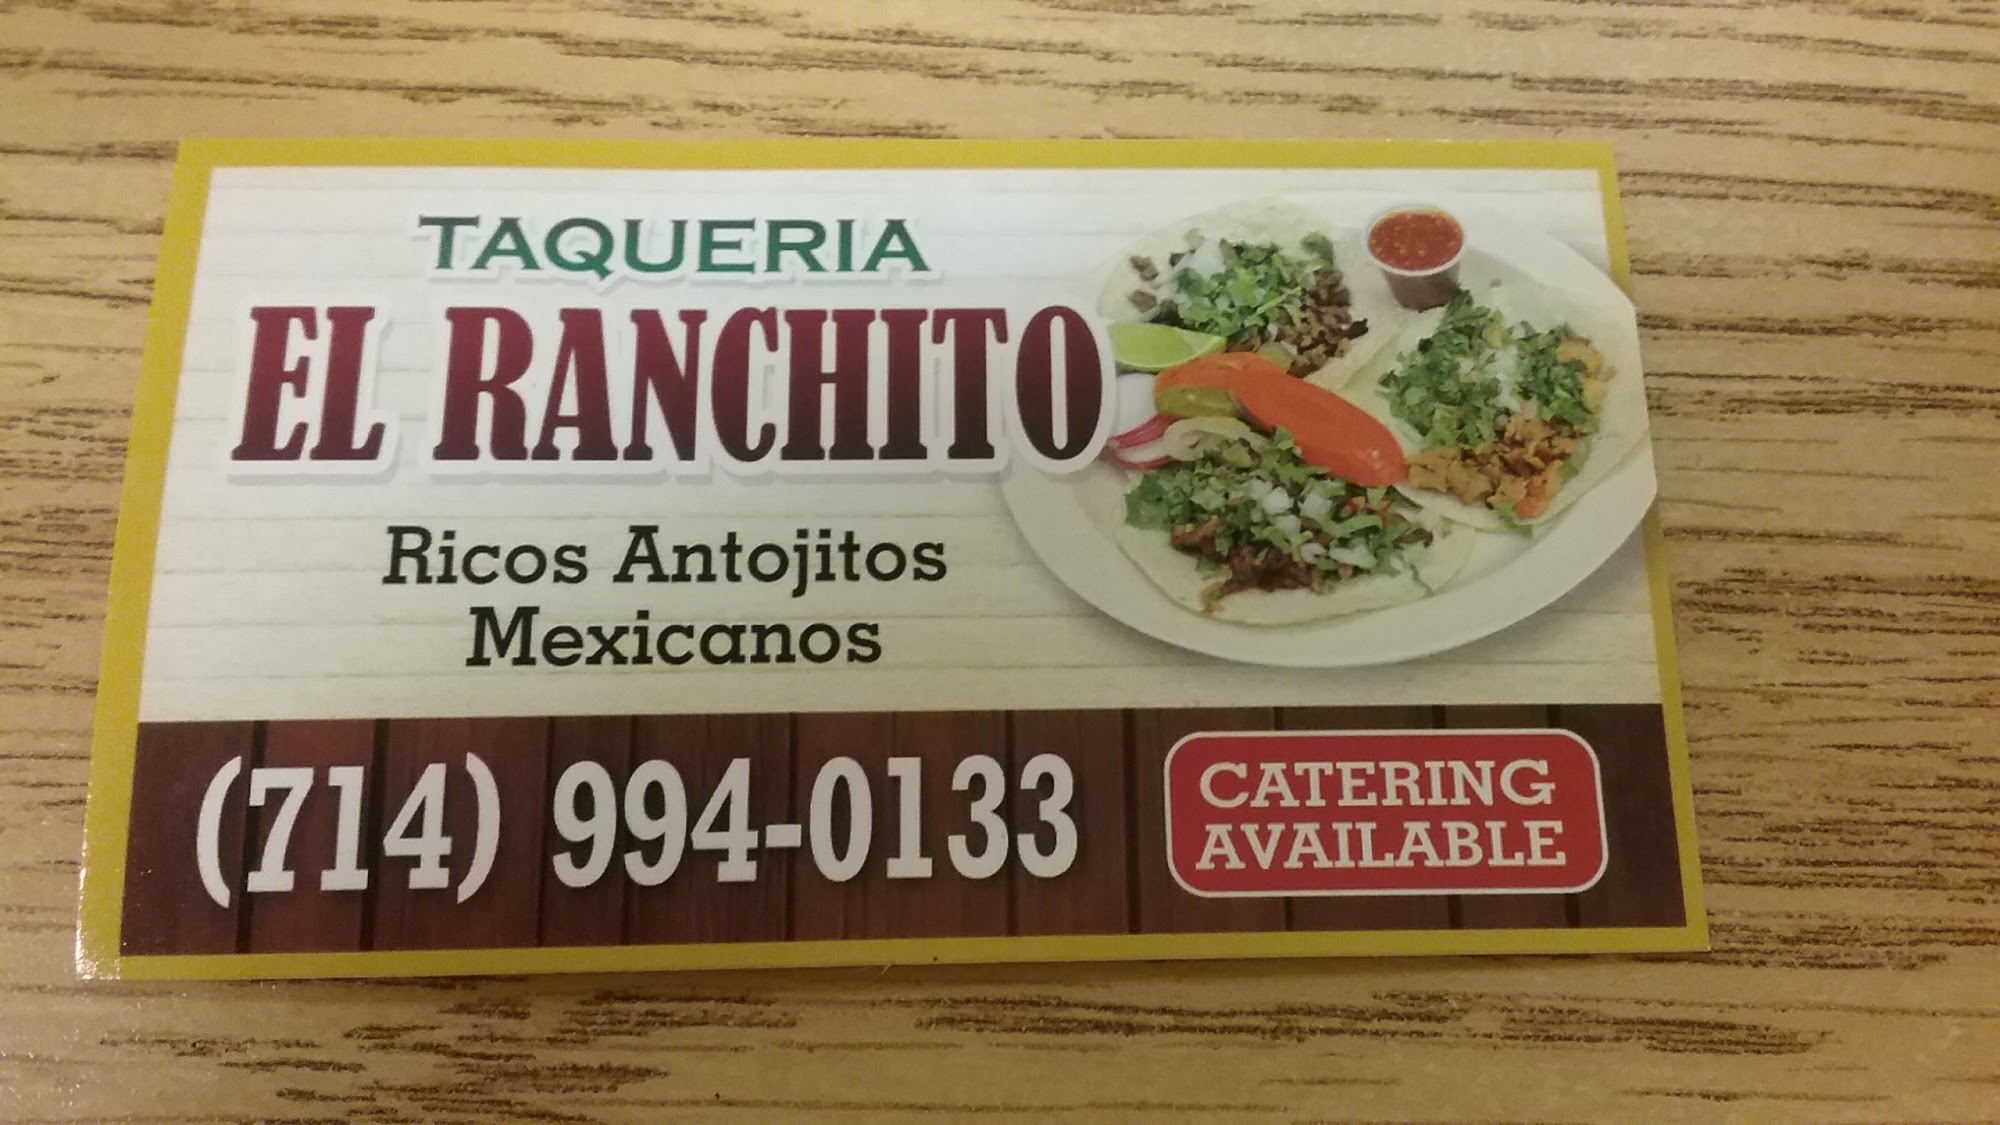 TAQUERIA
EL RANCHITO
Ricos Antojitos
Mexicanos
(714) 994-0133
CATERING
AVAILABLE